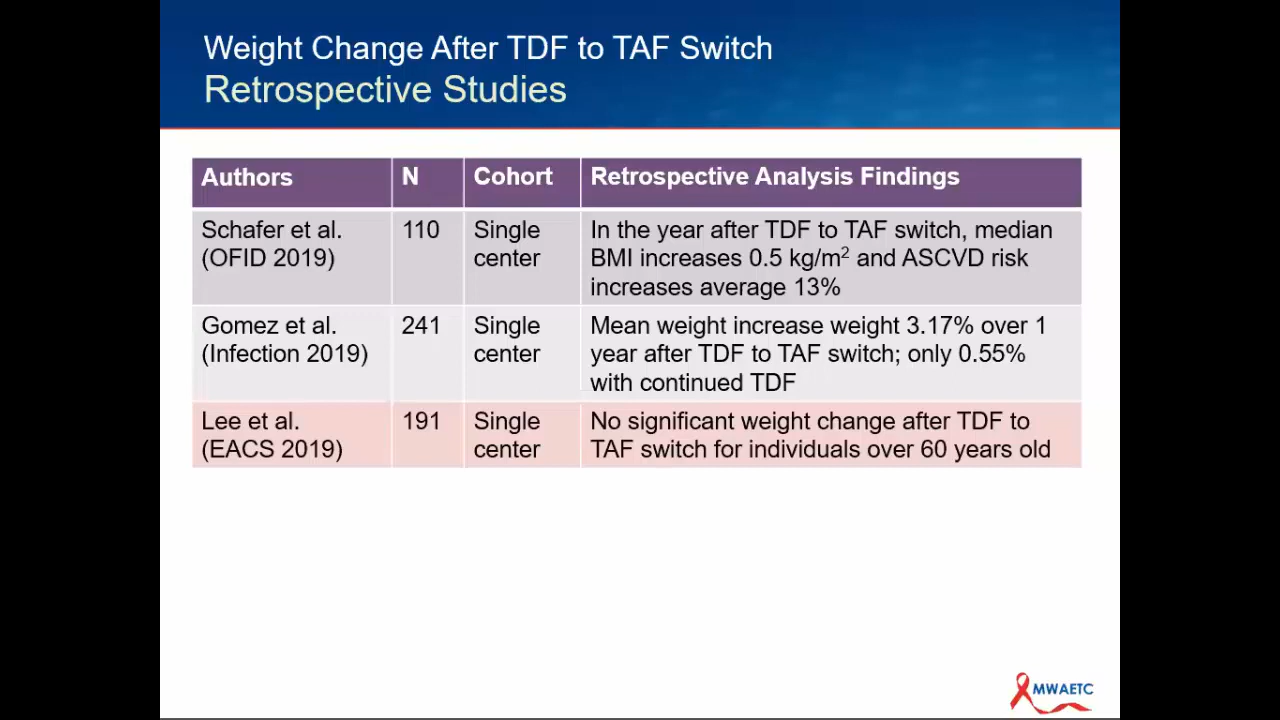 Weight Change After TDF to TAF Switch
Retrospective Studies
Authors N Cohort Retrospective Analysis Findings
Schafer et al. 110 Single In the year after TDF to TAF switch, median
(OFID 2019) center BMI increases 0.5 kg/m² and ASCVD risk
increases average 13%
Gomez et al. 241 Single Mean weight increase weight 3.17% over 1
(Infection 2019) center year after TDF to TAF switch; only 0.55%
with continued TDF
Lee et al. 191 Single No significant weight change after TDF to
(EACS 2019) center TAF switch for individuals over 60 years old
MWAETC